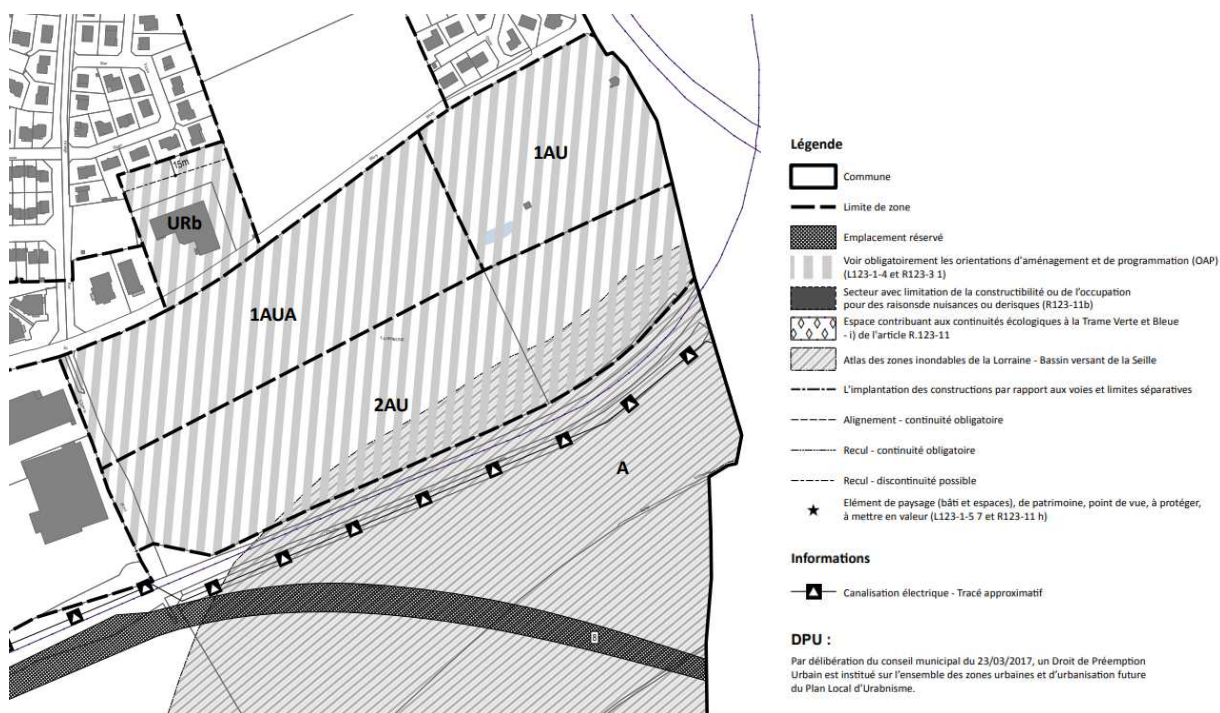 15m
URb
1AU
1AUA
2AU
A
8
Légende
Commune
Limite de zone
Emplacement réservé
Voir obligatoirement les orientations d'aménagement et de programmation (OAP)
(L123-1-4 et R123-3 1)
Secteur avec limitation de la constructibilité ou de l'occupation
pour des raisonsde nuisances ou derisques (R123-11b)
Espace contribuant aux continuités écologiques à la Trame Verte et Bleue
- i) de l'article R.123-11
Atlas des zones inondables de la Lorraine - Bassin versant de la Seille
L'implantation des constructions par rapport aux voies et limites séparatives
Alignement - continuité obligatoire
Recul - continuité obligatoire
Recul - discontinuité possible
Elément de paysage (bâti et espaces), de patrimoine, point de vue, à protéger,
à mettre en valeur (L123-1-5 7 et R123-11 h)
Informations
Canalisation électrique - Tracé approximatif
DPU :
Par délibération du conseil municipal du 23/03/2017, un Droit de Préemption
Urbain est institué sur l'ensemble des zones urbaines et d'urbanisation future
du Plan Local d'Urabnisme.